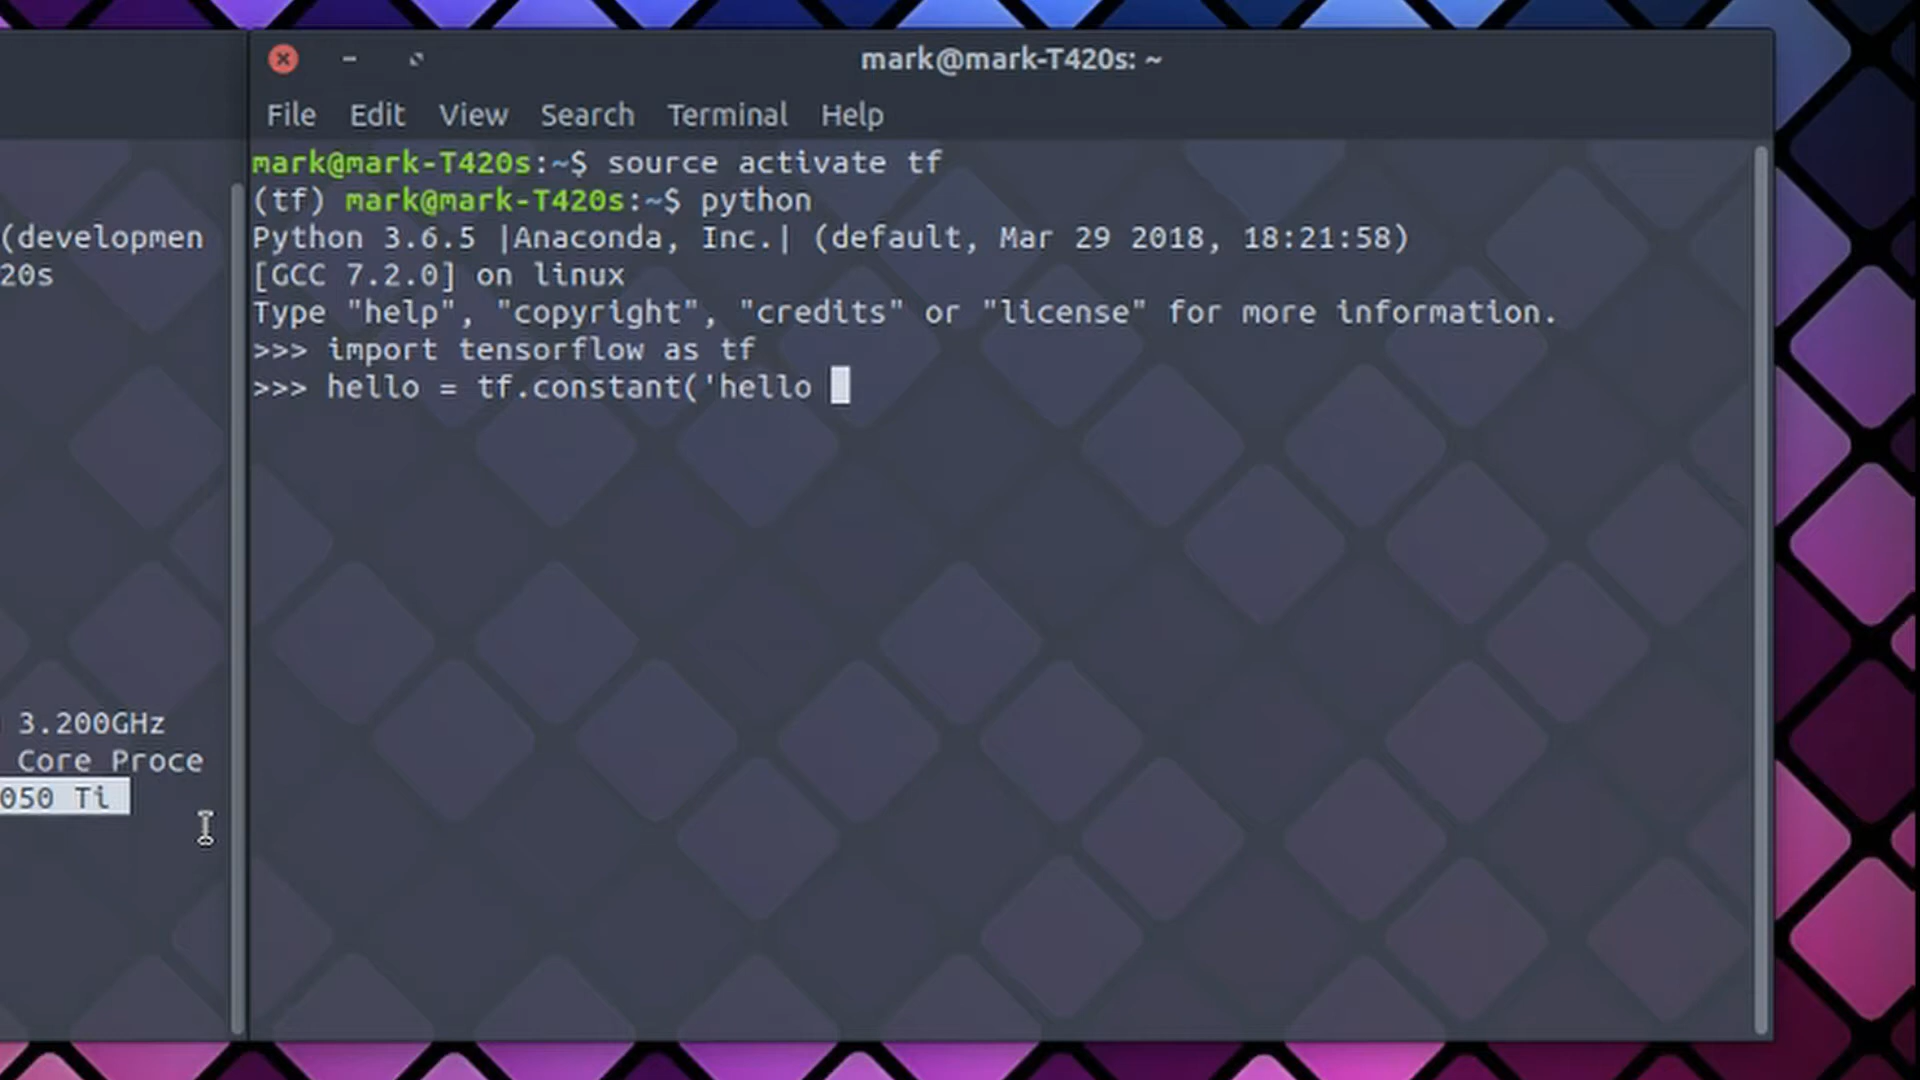 mark@mark-T420s: ~
File Edit View Search Terminal Help
mark@mark-T420s:~$ source activate tf
(tf) mark@mark-T420s:~$ python
Python 3.6.5 |Anaconda, Inc.| (default, Mar 29 2018, 18:21:58)
[GCC 7.2.0] on linux
Type "help", "copyright", "credits" or "license" for more information.
>>> import tensorflow as tf
>>> hello = tf.constant('hello
(developmen
20s
3.200GHz
Core Proce
050 Ti